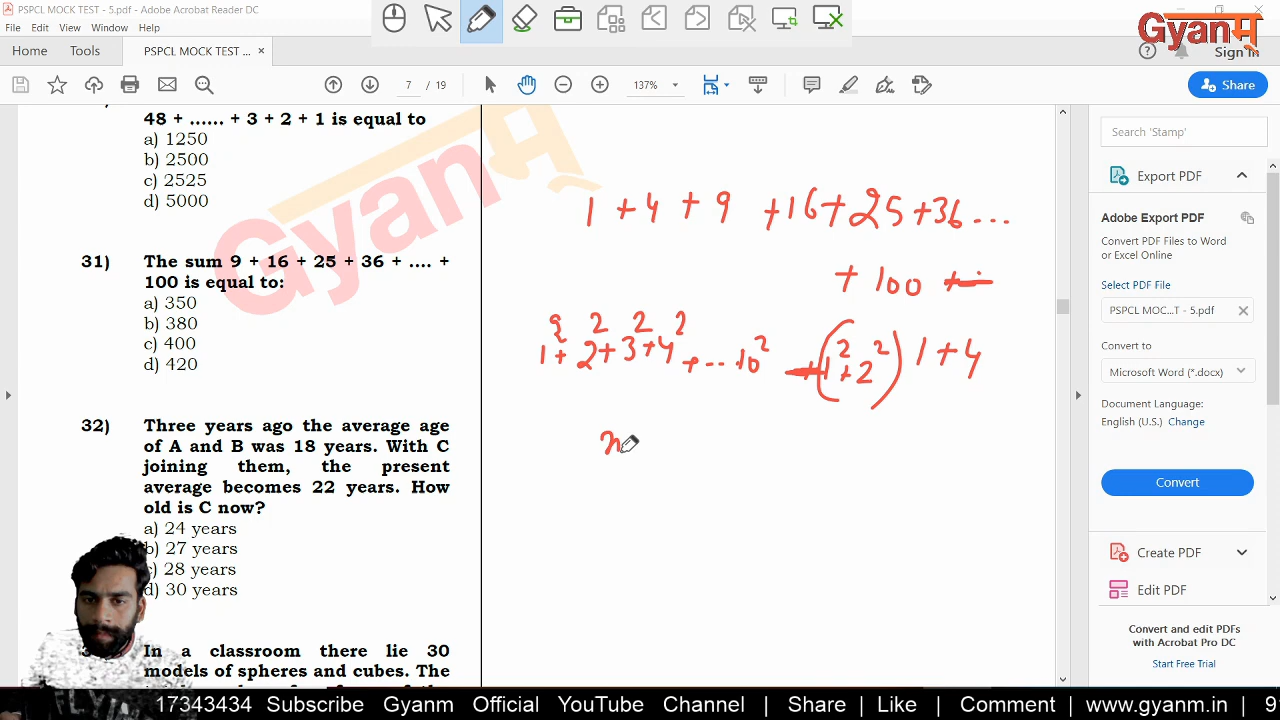 PSPCL MOCK TEST - 5.pdf - Adobe Acrobat Reader DC
File Edit View Window Help
Home Tools PSPCL MOCK TEST ... ×
Gyanम्
Sign In
7 / 19 137% Share
48 + ...... + 3 + 2 + 1 is equal to
a) 1250
b) 2500
c) 2525
d) 5000
31) The sum 9 + 16 + 25 + 36 + .... +
100 is equal to:
a) 350
b) 380
c) 400
d) 420
32) Three years ago the average age
of A and B was 18 years. With C
joining them, the present
average becomes 22 years. How
old is C now?
a) 24 years
b) 27 years
c) 28 years
d) 30 years
In a classroom there lie 30
models of spheres and cubes. The
Gyanम्
1 + 4 + 9 + 16 + 25 + 36 ...
+ 100
1² + 2² + 3² + 4² + ... 10² (1² + 2²) 1 + 4
n
Search 'Stamp'
Export PDF
Adobe Export PDF
Convert PDF Files to Word
or Excel Online
Select PDF File
PSPCL MOC...T - 5.pdf ×
Convert to
Microsoft Word (*.docx)
Document Language:
English (U.S.) Change
Convert
Create PDF
Edit PDF
Convert and edit PDFs
with Acrobat Pro DC
Start Free Trial
17343434 Subscribe Gyanm Official YouTube Channel | Share | Like | Comment | www.gyanm.in | 9